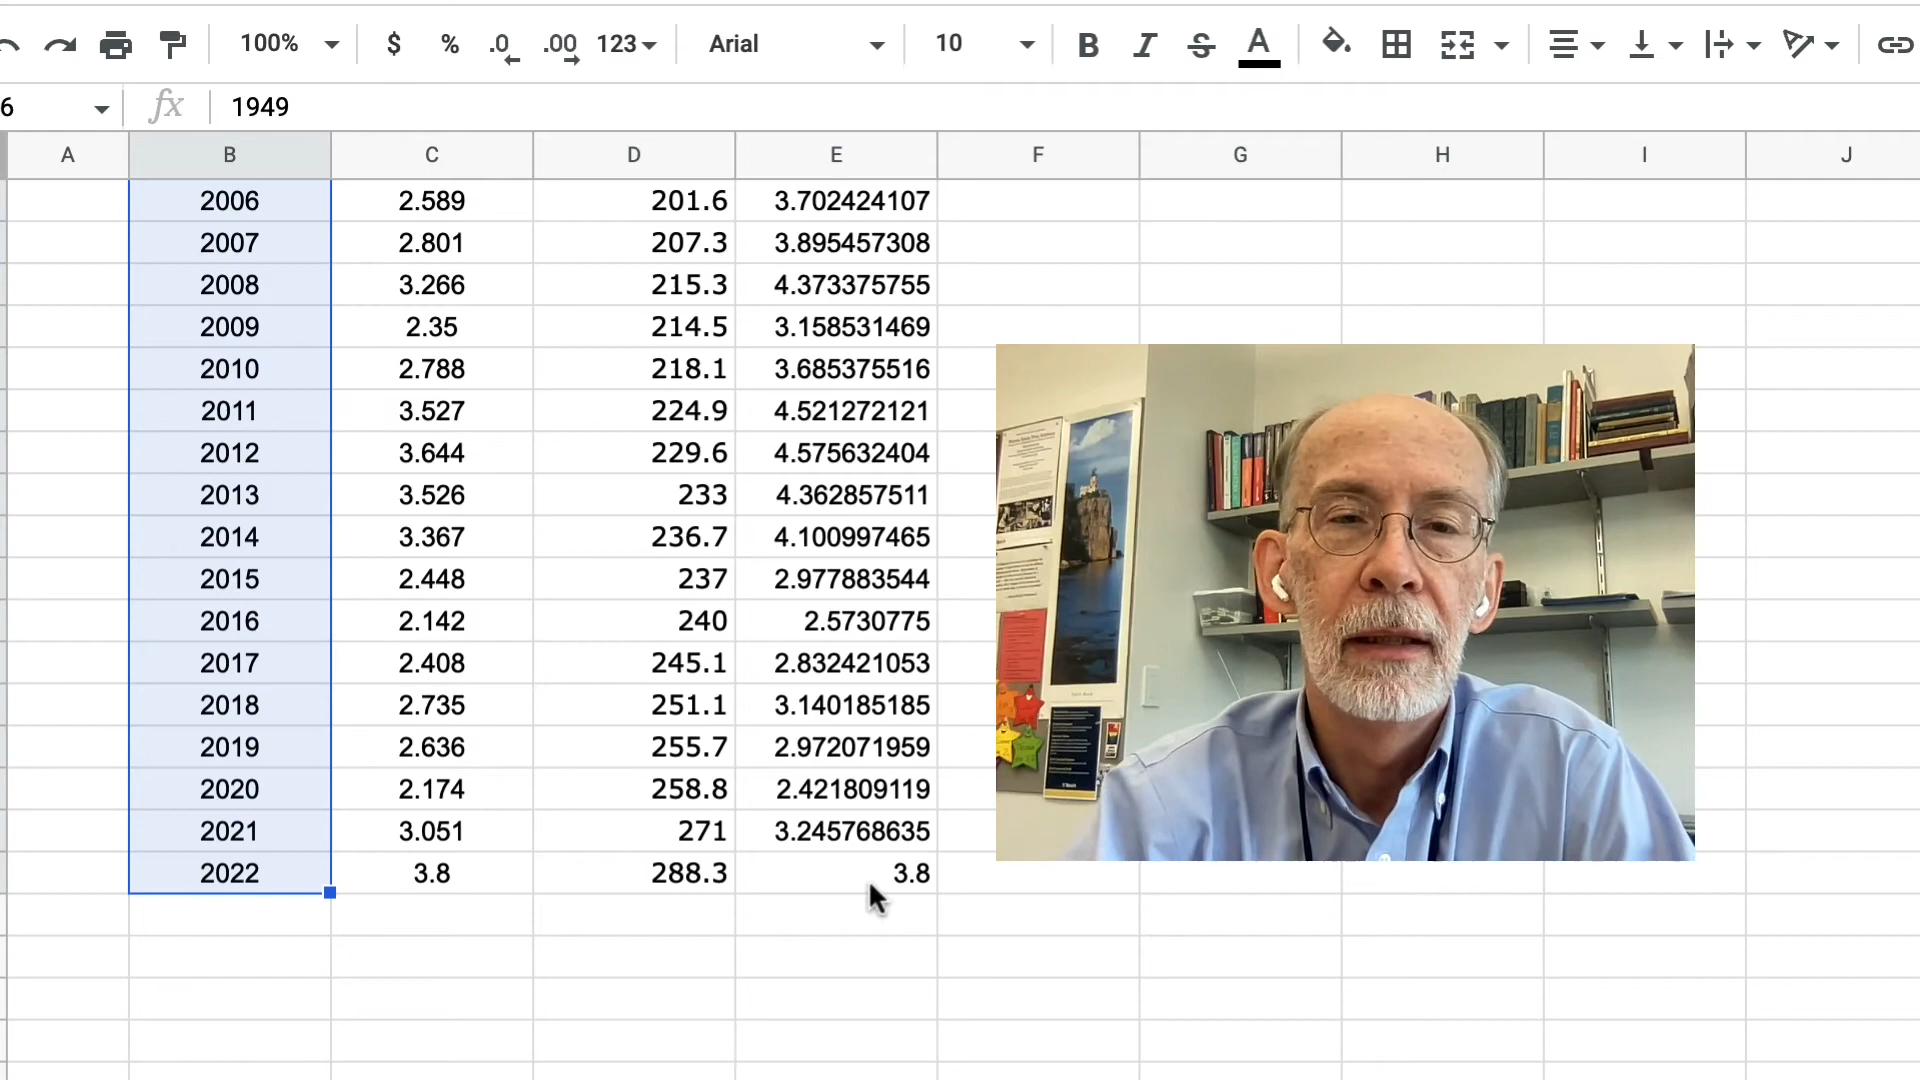 100% $ % .0 .00 123 Arial 10 B I S A
6 fx 1949
A B C D E F G H I J
2006 2.589 201.6 3.702424107
2007 2.801 207.3 3.895457308
2008 3.266 215.3 4.373375755
2009 2.35 214.5 3.158531469
2010 2.788 218.1 3.685375516
2011 3.527 224.9 4.521272121
2012 3.644 229.6 4.575632404
2013 3.526 233 4.362857511
2014 3.367 236.7 4.100997465
2015 2.448 237 2.977883544
2016 2.142 240 2.5730775
2017 2.408 245.1 2.832421053
2018 2.735 251.1 3.140185185
2019 2.636 255.7 2.972071959
2020 2.174 258.8 2.421809119
2021 3.051 271 3.245768635
2022 3.8 288.3 3.8